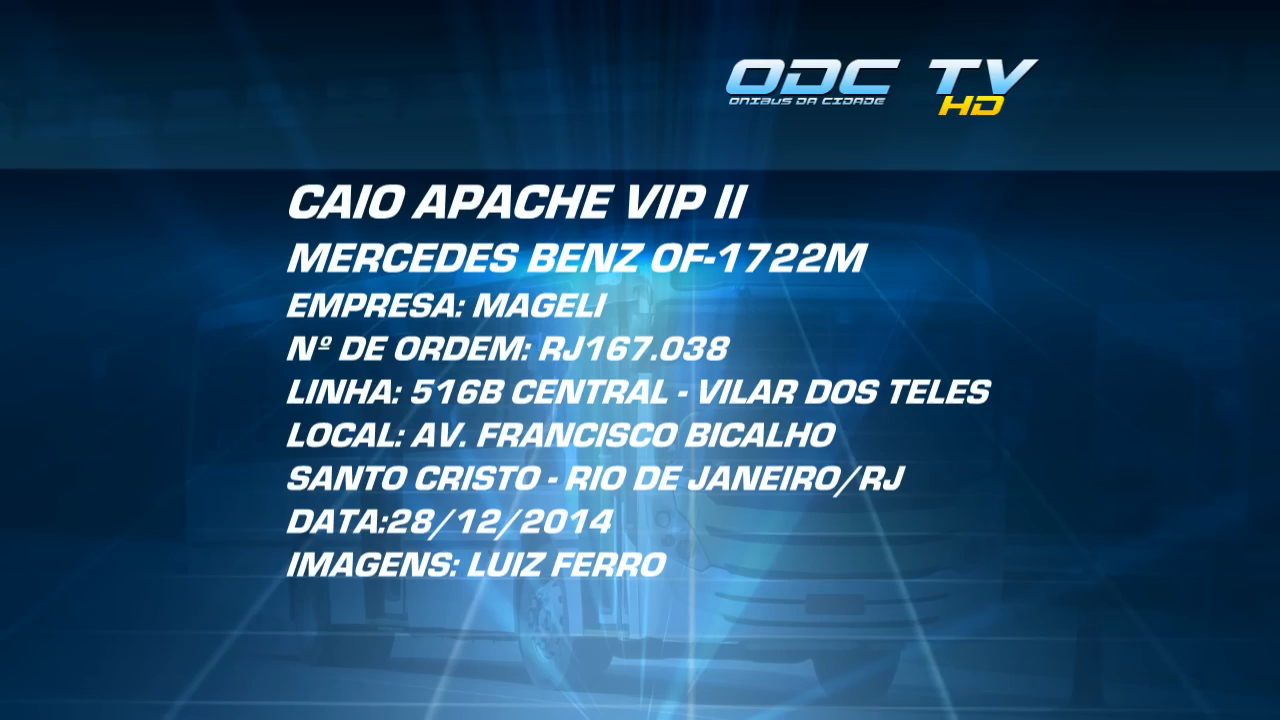 ODC TV
ONIBUS DA CIDADE HD
CAIO APACHE VIP II
MERCEDES BENZ OF-1722M
EMPRESA: MAGELI
Nº DE ORDEM: RJ167.038
LINHA: 516B CENTRAL - VILAR DOS TELES
LOCAL: AV. FRANCISCO BICALHO
SANTO CRISTO - RIO DE JANEIRO/RJ
DATA:28/12/2014
IMAGENS: LUIZ FERRO